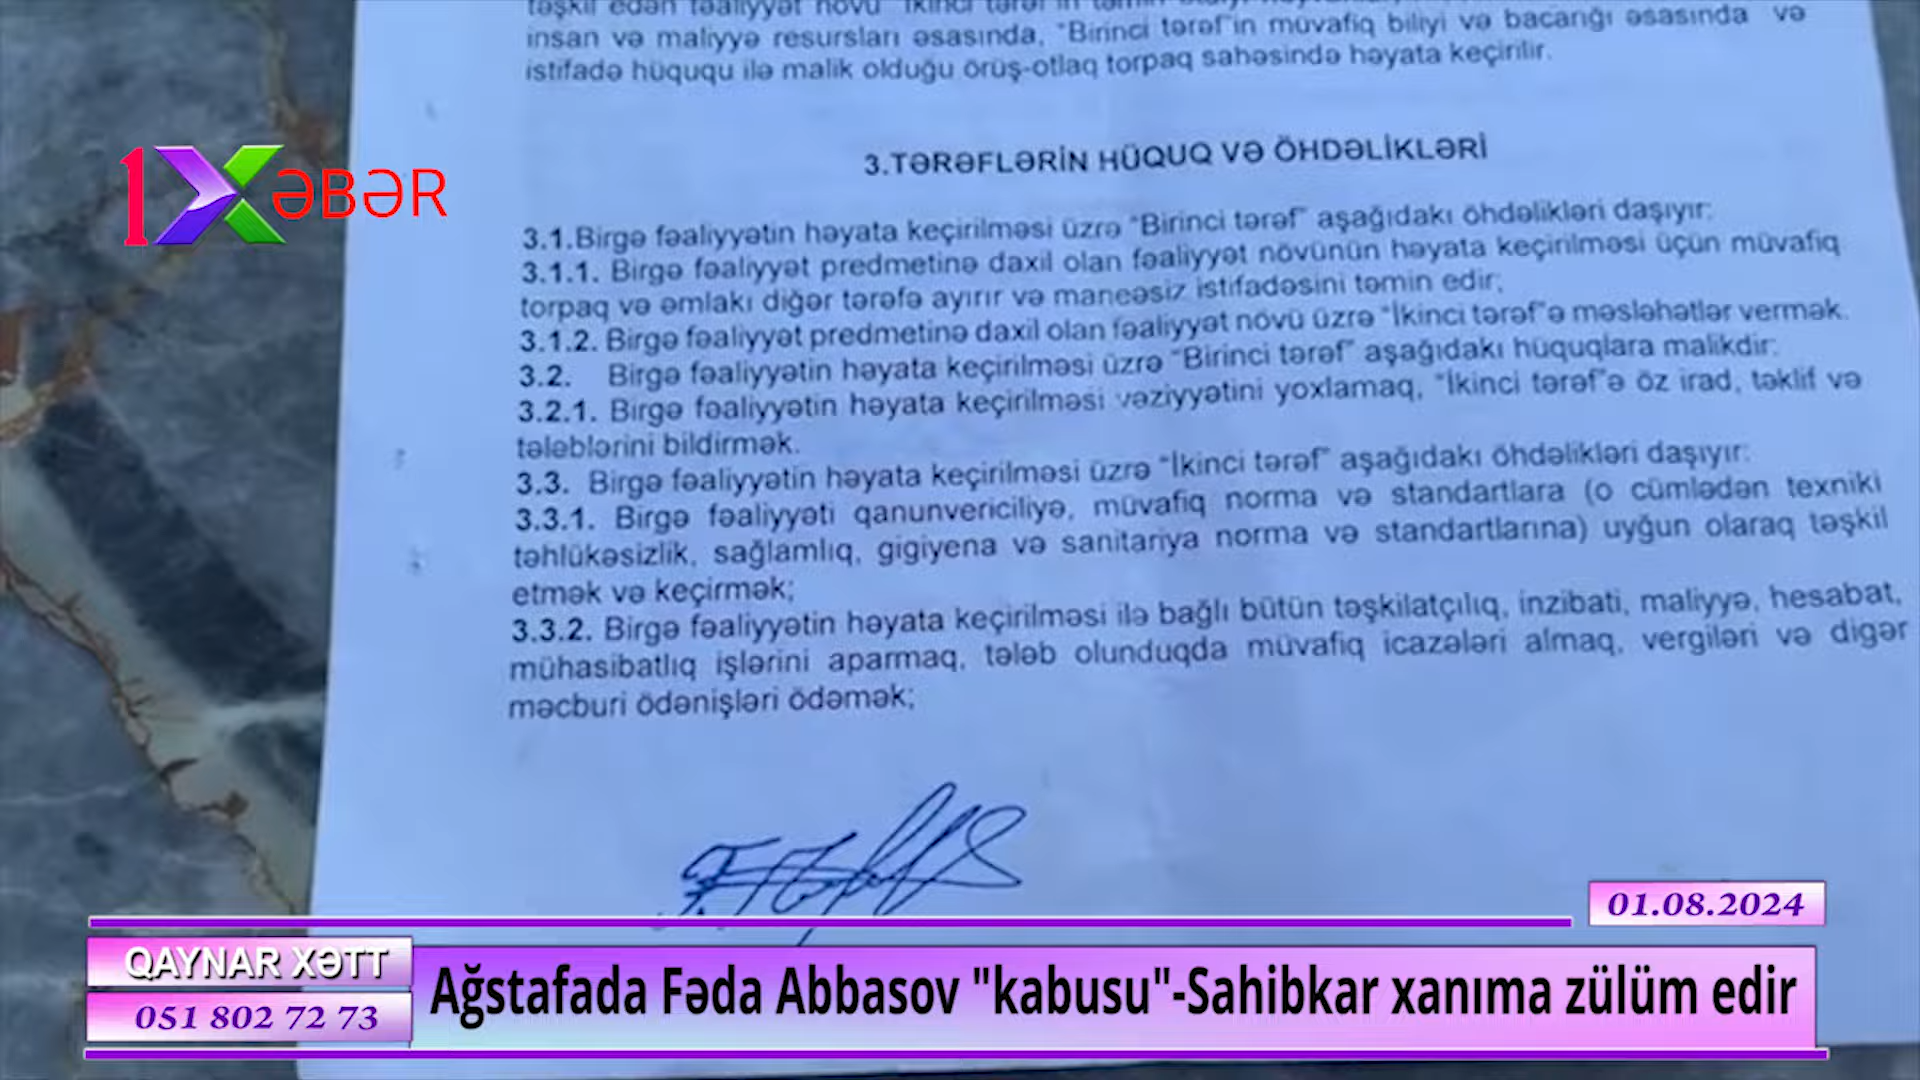 təşkil edən fəaliyyət növü "İkinci tərəf"in təmin
insan və maliyyə resursları əsasında, "Birinci tərəf"in müvafiq biliyi və bacarığı əsasında və
istifadə hüququ ilə malik olduğu örüş-otlaq torpaq sahəsində həyata keçirilir.
3.TƏRƏFLƏRİN HÜQUQ VƏ ÖHDƏLİKLƏRİ
1XƏBƏR
3.1.Birgə fəaliyyətin həyata keçirilməsi üzrə "Birinci tərəf" aşağıdakı öhdəlikləri daşıyır:
3.1.1. Birgə fəaliyyət predmetinə daxil olan fəaliyyət növünün həyata keçirilməsi üçün müvafiq
torpaq və əmlakı diğər tərəfə ayırır və maneəsiz istifadəsini təmin edir;
3.1.2. Birgə fəaliyyət predmetinə daxil olan fəaliyyət növü üzrə "İkinci tərəf"ə məsləhətlər vermək.
3.2. Birgə fəaliyyətin həyata keçirilməsi üzrə "Birinci tərəf" aşağıdakı hüquqlara malikdir:
3.2.1. Birgə fəaliyyətin həyata keçirilməsi vəziyyətini yoxlamaq, "İkinci tərəf"ə öz irad, təklif və
tələblərini bildirmək.
3.3. Birgə fəaliyyətin həyata keçirilməsi üzrə "İkinci tərəf" aşağıdakı öhdəlikləri daşıyır:
3.3.1. Birgə fəaliyyəti qanunvericiliyə, müvafiq norma və standartlara (o cümlədən texniki
təhlükəsizlik, sağlamlıq, gigiyena və sanitariya norma və standartlarına) uyğun olaraq təşkil
etmək və keçirmək;
3.3.2. Birgə fəaliyyətin həyata keçirilməsi ilə bağlı bütün təşkilatçılıq, inzibati, maliyyə, hesabat,
mühasibatlıq işlərini aparmaq, tələb olunduqda müvafiq icazələri almaq, vergiləri və digər
məcburi ödənişləri ödəmək;
01.08.2024
QAYNAR XƏTT
051 802 72 73
Ağstafada Fəda Abbasov "kabusu"-Sahibkar xanıma zülüm edir